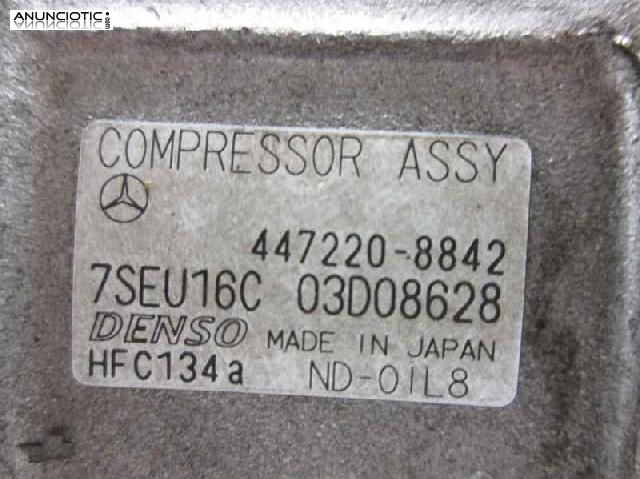 ANUNCIOTIC
COMPRESSOR ASSY
447220-8842
7SEU16C 03D08628
DENSO MADE IN JAPAN
HFC134a ND-OIL8